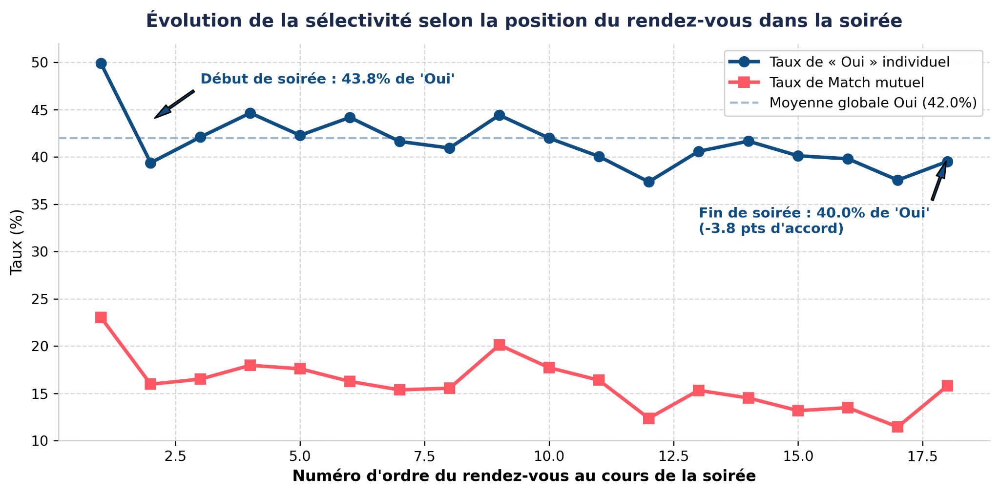 Évolution de la sélectivité selon la position du rendez-vous dans la soirée
Taux de « Oui » individuel
Taux de Match mutuel
Moyenne globale Oui (42.0%)
Début de soirée : 43.8% de 'Oui'
Fin de soirée : 40.0% de 'Oui'
(-3.8 pts d'accord)
Taux (%)
50
45
40
35
30
25
20
15
10
2.5 5.0 7.5 10.0 12.5 15.0 17.5
Numéro d'ordre du rendez-vous au cours de la soirée